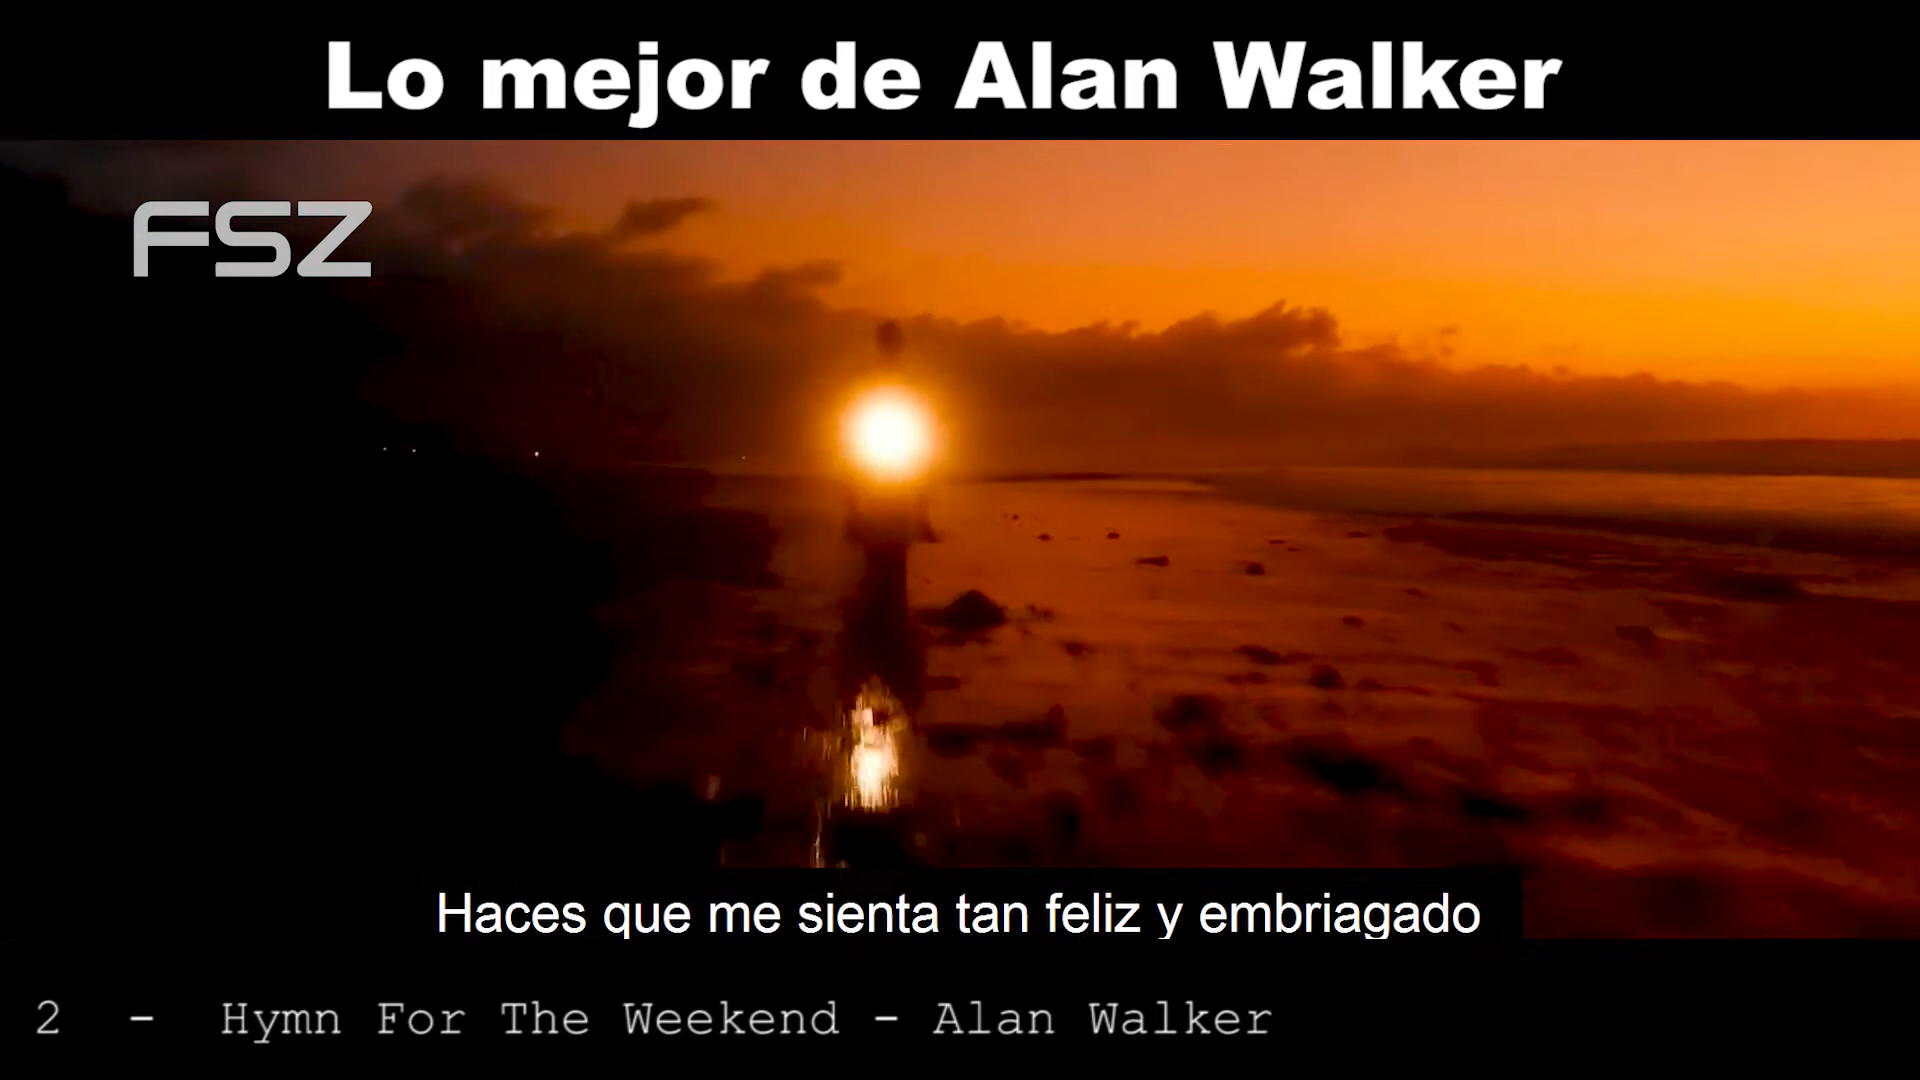 Lo mejor de Alan Walker
FSZ
Haces que me sienta tan feliz y embriagado
2 - Hymn For The Weekend - Alan Walker